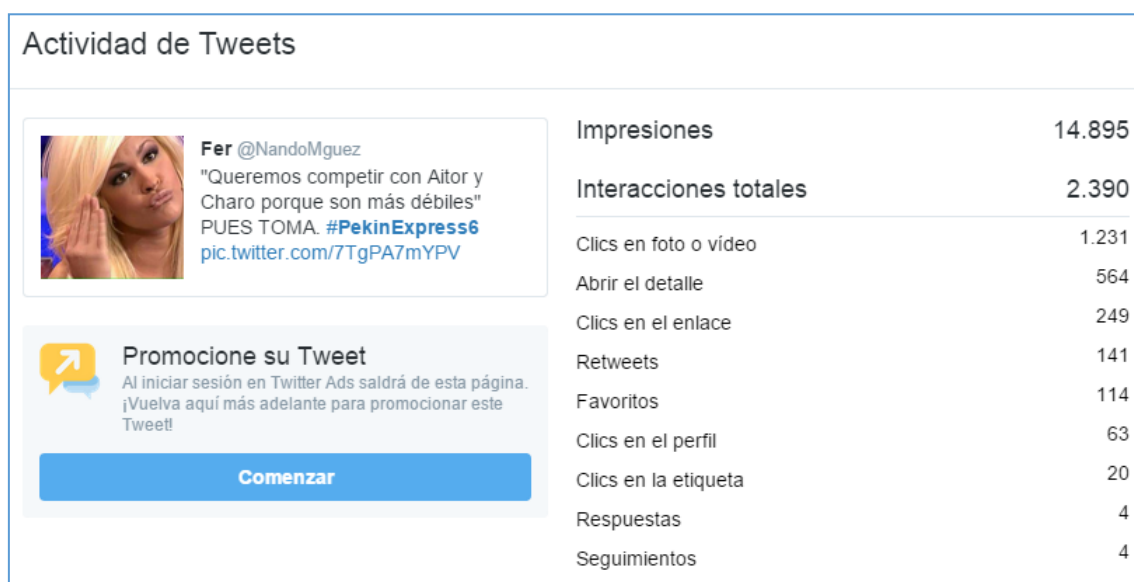 Actividad de Tweets
Fer @NandoMguez
"Queremos competir con Aitor y
Charo porque son más débiles"
PUES TOMA. #PekinExpress6
pic.twitter.com/7TgPA7mYPV
Promocione su Tweet
Al iniciar sesión en Twitter Ads saldrá de esta página.
¡Vuelva aquí más adelante para promocionar este
Tweet!
Comenzar
Impresiones 14.895
Interacciones totales 2.390
Clics en foto o vídeo 1.231
Abrir el detalle 564
Clics en el enlace 249
Retweets 141
Favoritos 114
Clics en el perfil 63
Clics en la etiqueta 20
Respuestas 4
Seguimientos 4